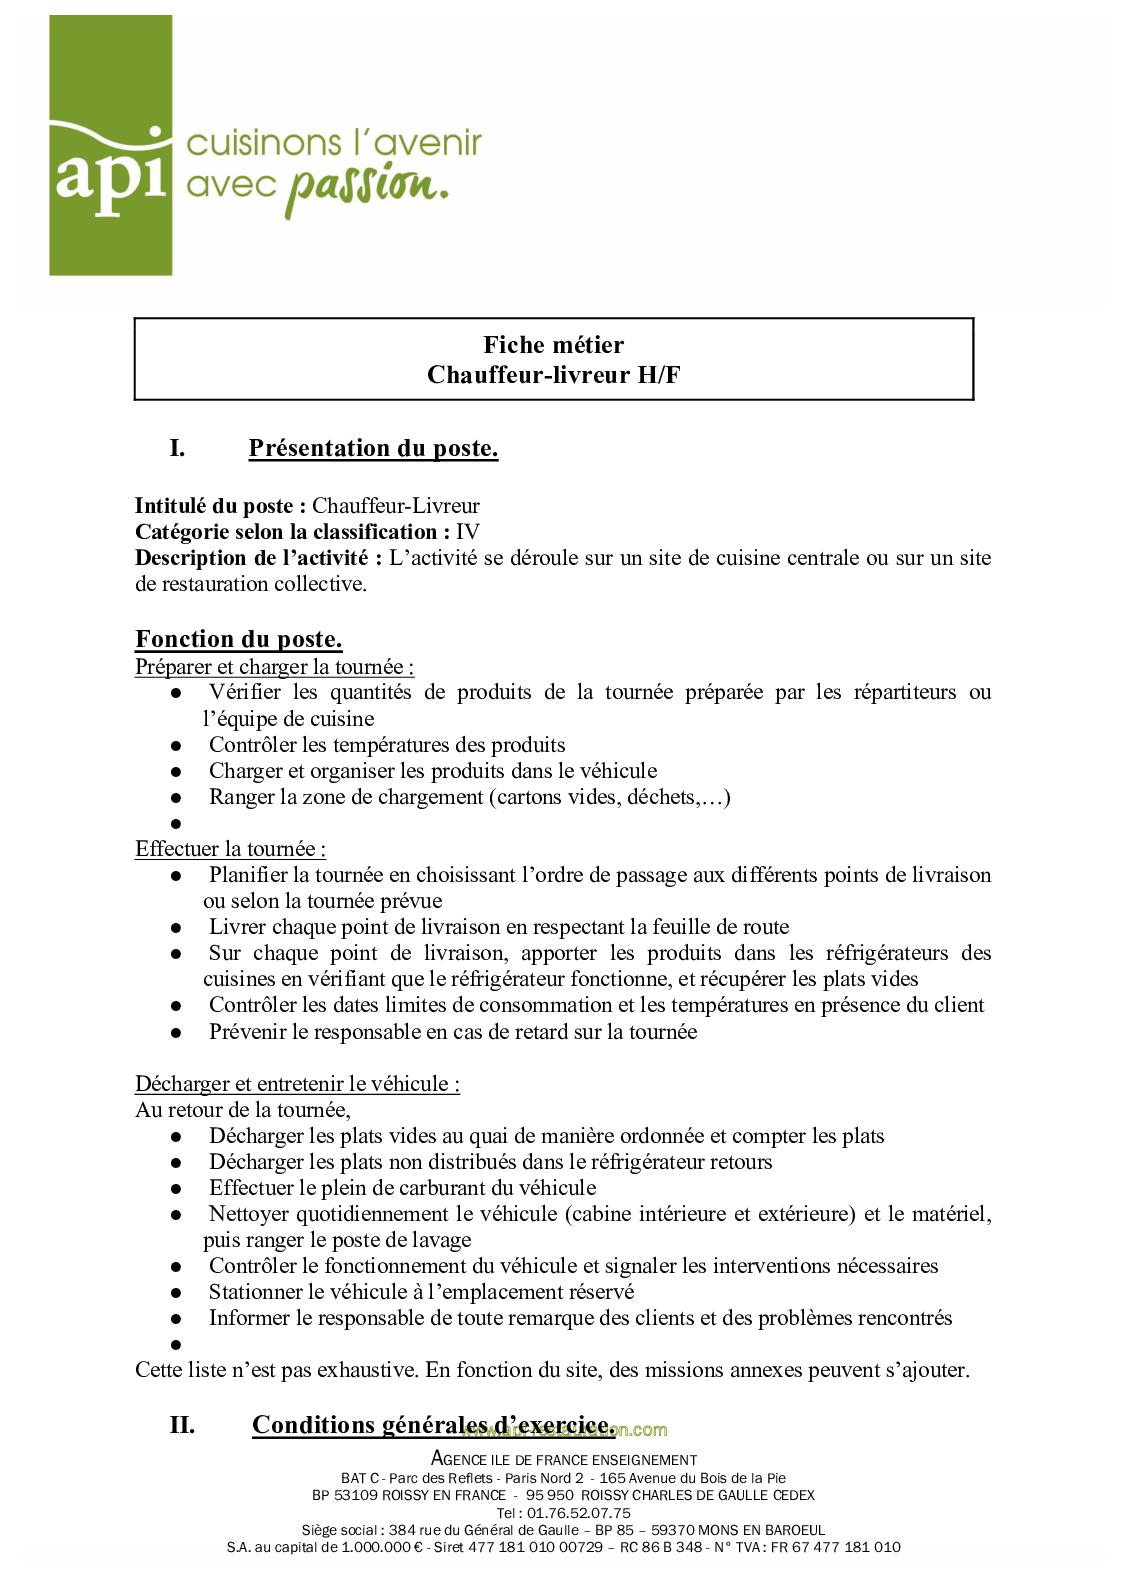 api
cuisinons l’avenir
avec passion.
Fiche métier
Chauffeur-livreur H/F
I. Présentation du poste.
Intitulé du poste : Chauffeur-Livreur
Catégorie selon la classification : IV
Description de l’activité : L’activité se déroule sur un site de cuisine centrale ou sur un site
de restauration collective.
Fonction du poste.
Préparer et charger la tournée :
● Vérifier les quantités de produits de la tournée préparée par les répartiteurs ou
l’équipe de cuisine
● Contrôler les températures des produits
● Charger et organiser les produits dans le véhicule
● Ranger la zone de chargement (cartons vides, déchets,…)
●
Effectuer la tournée :
● Planifier la tournée en choisissant l’ordre de passage aux différents points de livraison
ou selon la tournée prévue
● Livrer chaque point de livraison en respectant la feuille de route
● Sur chaque point de livraison, apporter les produits dans les réfrigérateurs des
cuisines en vérifiant que le réfrigérateur fonctionne, et récupérer les plats vides
● Contrôler les dates limites de consommation et les températures en présence du client
● Prévenir le responsable en cas de retard sur la tournée
Décharger et entretenir le véhicule :
Au retour de la tournée,
● Décharger les plats vides au quai de manière ordonnée et compter les plats
● Décharger les plats non distribués dans le réfrigérateur retours
● Effectuer le plein de carburant du véhicule
● Nettoyer quotidiennement le véhicule (cabine intérieure et extérieure) et le matériel,
puis ranger le poste de lavage
● Contrôler le fonctionnement du véhicule et signaler les interventions nécessaires
● Stationner le véhicule à l’emplacement réservé
● Informer le responsable de toute remarque des clients et des problèmes rencontrés
●
Cette liste n’est pas exhaustive. En fonction du site, des missions annexes peuvent s’ajouter.
II. Conditions générales d’exercice.
www.api-restauration.com
AGENCE ILE DE FRANCE ENSEIGNEMENT
BAT C - Parc des Reflets - Paris Nord 2 - 165 Avenue du Bois de la Pie
BP 53109 ROISSY EN FRANCE - 95 950 ROISSY CHARLES DE GAULLE CEDEX
Tel : 01.76.52.07.75
Siège social : 384 rue du Général de Gaulle – BP 85 – 59370 MONS EN BAROEUL
S.A. au capital de 1.000.000 € - Siret 477 181 010 00729 – RC 86 B 348 - N° TVA : FR 67 477 181 010